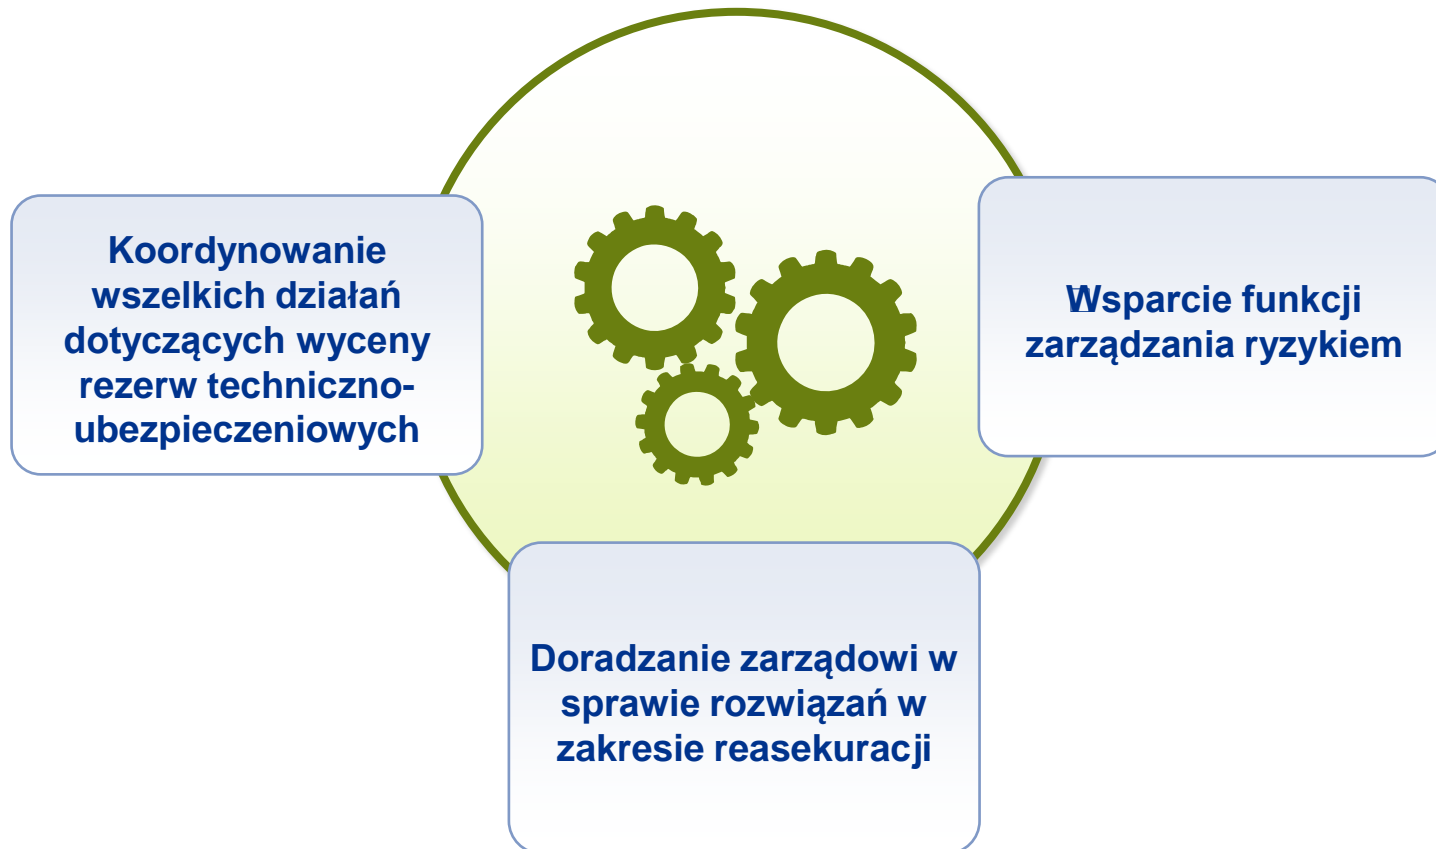 Koordynowanie
wszelkich działań
dotyczących wyceny
rezerw techniczno-
ubezpieczeniowych
Wsparcie funkcji
zarządzania ryzykiem
Doradzanie zarządowi w
sprawie rozwiązań w
zakresie reasekuracji